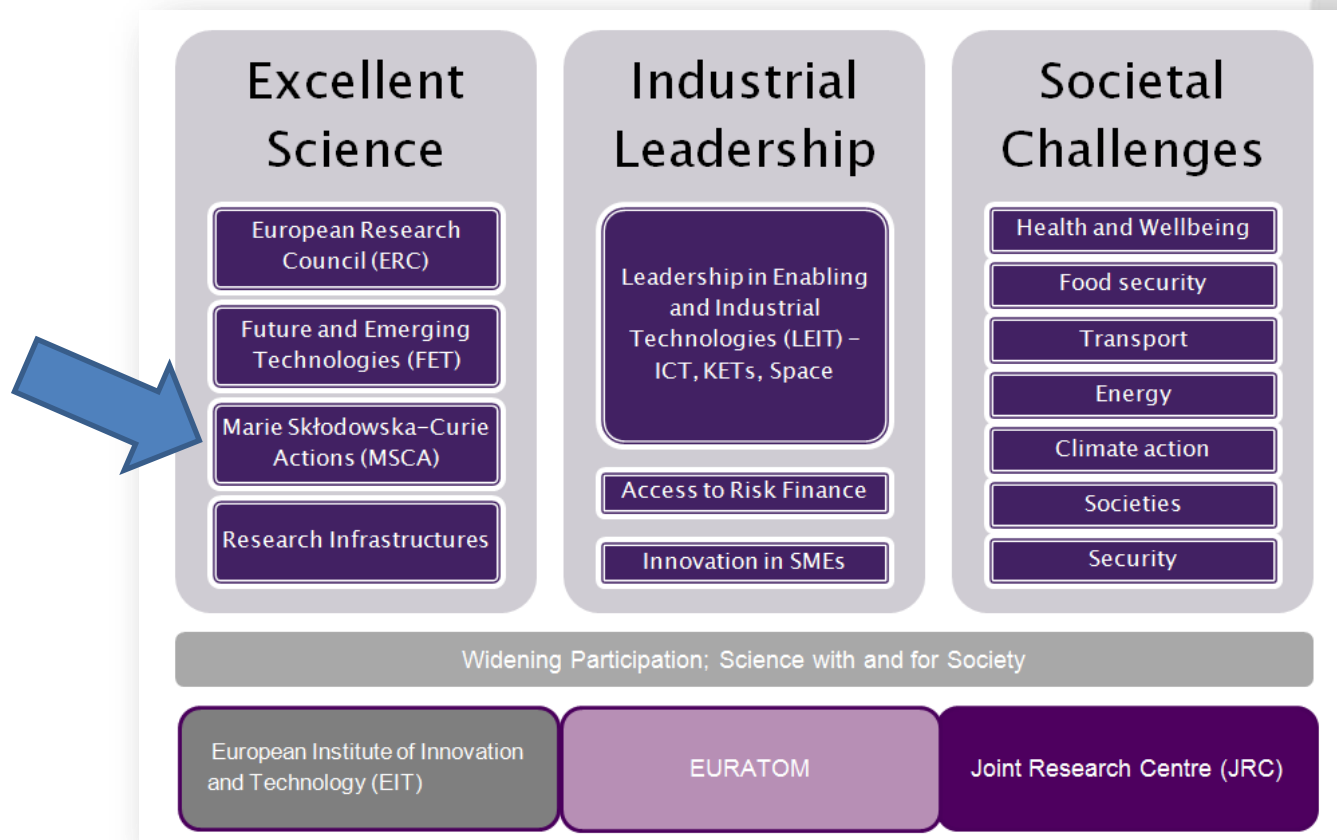 Excellent
Science
European Research
Council (ERC)
Future and Emerging
Technologies (FET)
Marie Skłodowska-Curie
Actions (MSCA)
Research Infrastructures
Industrial
Leadership
Leadership in Enabling
and Industrial
Technologies (LEIT) –
ICT, KETs, Space
Access to Risk Finance
Innovation in SMEs
Societal
Challenges
Health and Wellbeing
Food security
Transport
Energy
Climate action
Societies
Security
Widening Participation; Science with and for Society
European Institute of Innovation
and Technology (EIT)
EURATOM
Joint Research Centre (JRC)